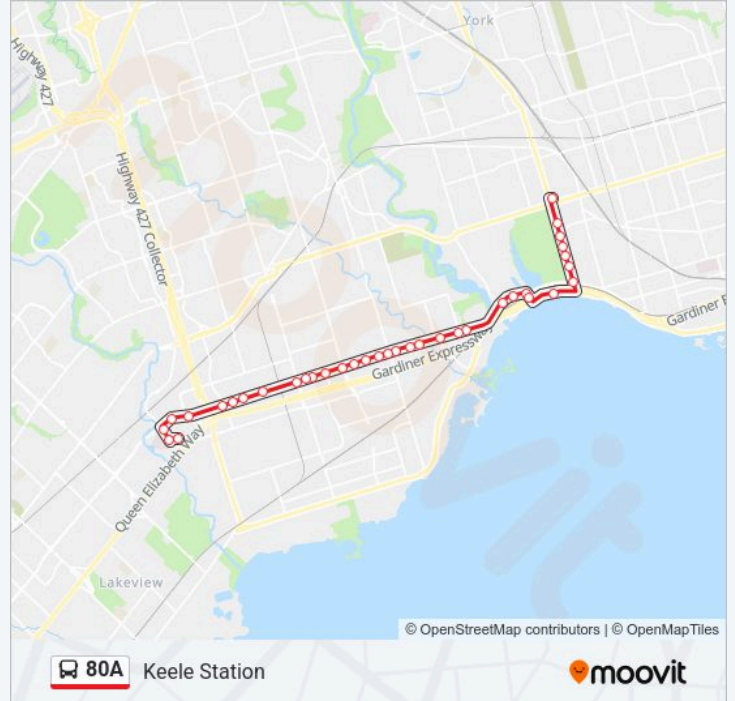 York
Highway 427
Highway 427 Collector
Gardiner E
Gardiner Expressway
Queen Elizabeth Way
Lakeview
© OpenStreetMap contributors | © OpenMapTiles
80A Keele Station
moovit